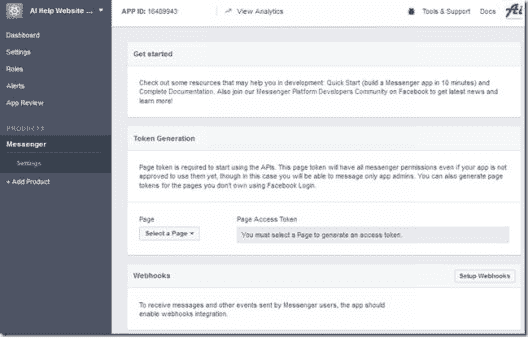 AI Help Website ...
APP ID: 16489943
View Analytics
Tools & Support
Docs
Ai
Dashboard
Settings
Roles
Alerts
App Review
PRODUCTS
Messenger
Settings
+ Add Product
Get started
Check out some resources that may help you in development: Quick Start (build a Messenger app in 10 minutes) and
Complete Documentation. Also join our Messenger Platform Developers Community on Facebook to get latest news and
learn more!
Token Generation
Page token is required to start using the APIs. This page token will have all messenger permissions even if your app is not
approved to use them yet, though in this case you will be able to message only app admins. You can also generate page
tokens for the pages you don't own using Facebook Login.
Page
Page Access Token
Select a Page
You must select a Page to generate an access token.
Webhooks
Setup Webhooks
To receive messages and other events sent by Messenger users, the app should
enable webhooks integration.